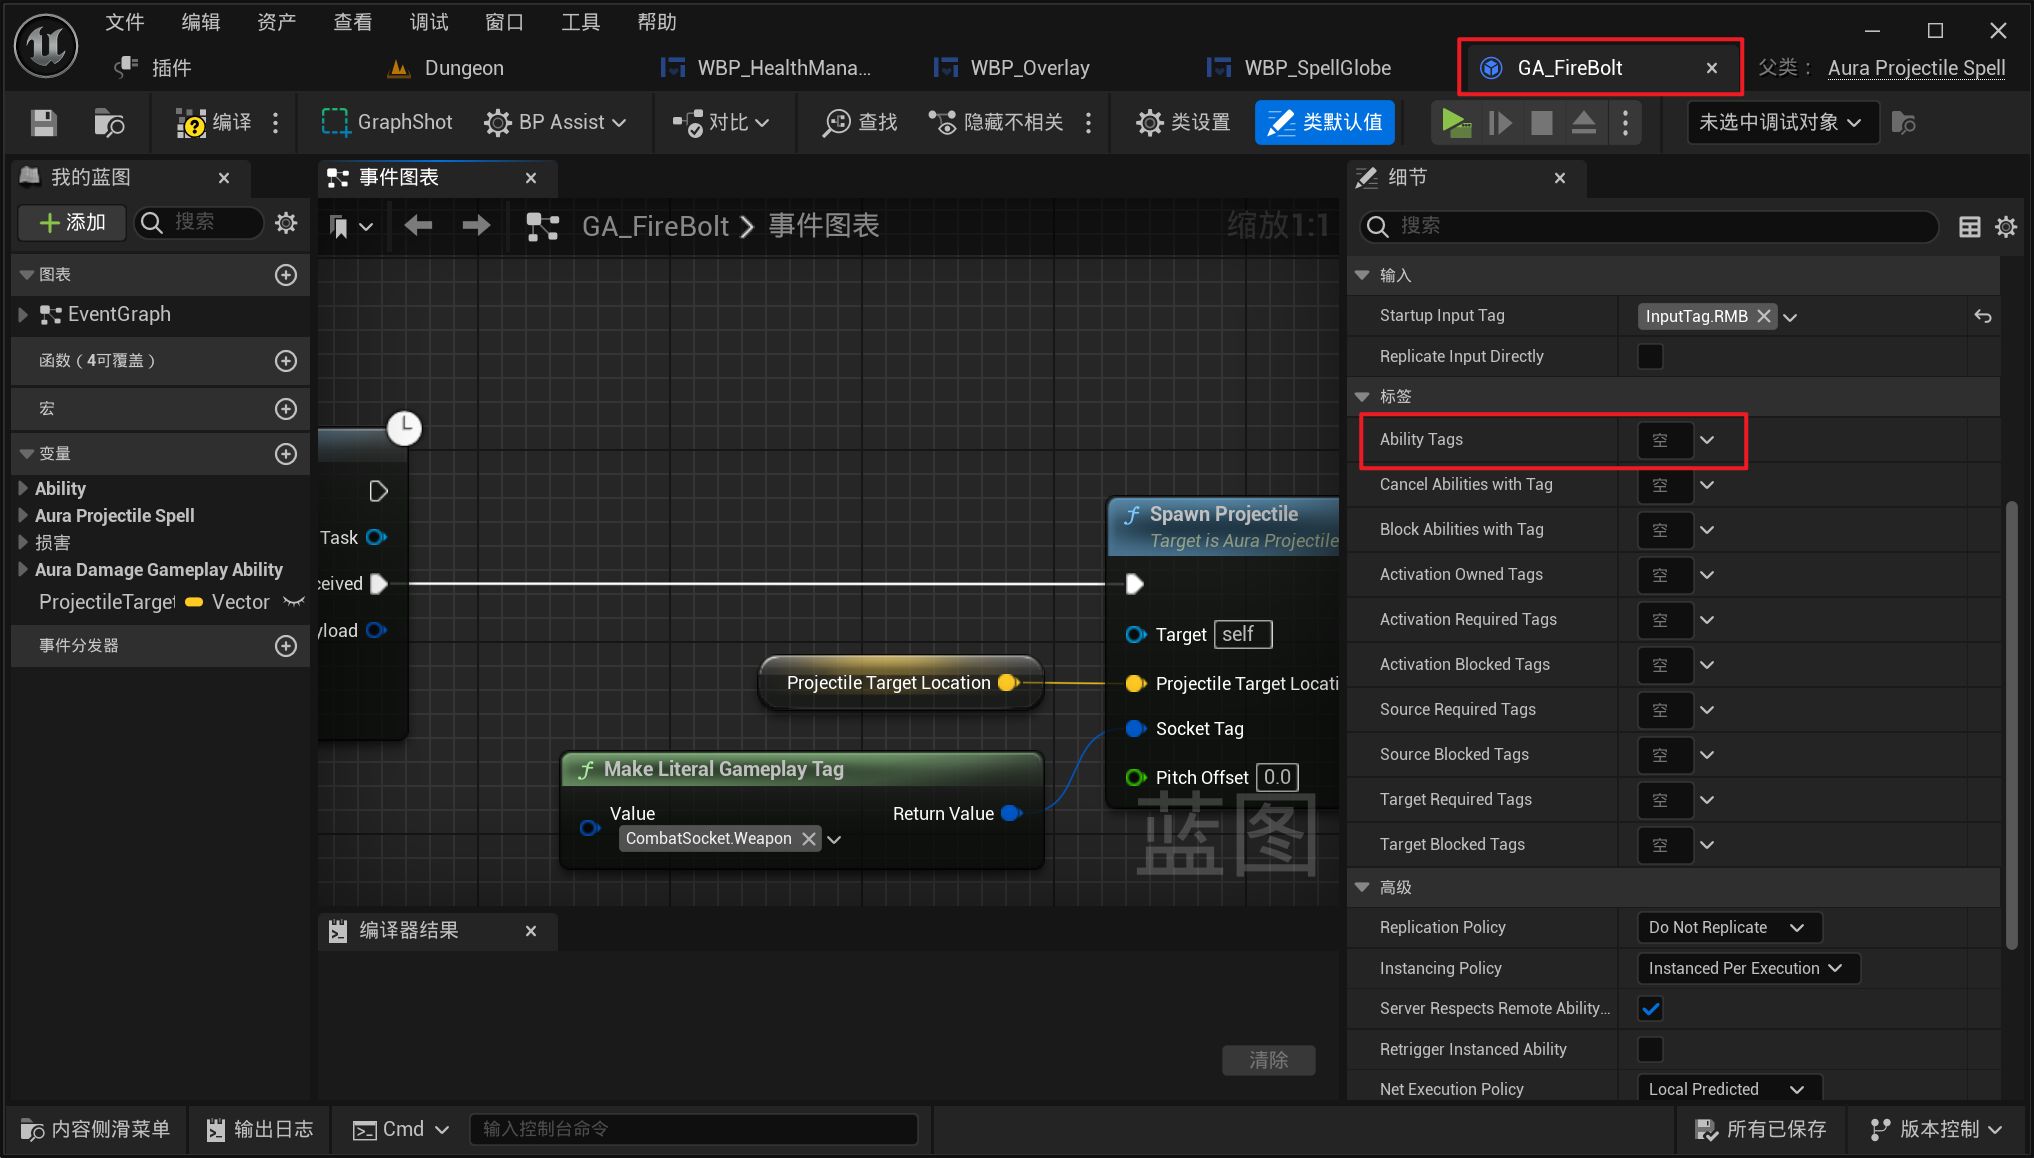 文件 编辑 资产 查看 调试 窗口 工具 帮助
插件 Dungeon WBP_HealthMana... WBP_Overlay WBP_SpellGlobe GA_FireBolt 父类： Aura Projectile Spell
编译 GraphShot BP Assist 对比 查找 隐藏不相关 类设置 类默认值 未选中调试对象
我的蓝图
添加 搜索
图表
EventGraph
函数（4可覆盖）
宏
变量
Ability
Aura Projectile Spell
损害
Aura Damage Gameplay Ability
ProjectileTarget Vector
事件分发器
事件图表
GA_FireBolt 事件图表 缩放1:1
Task
ceived
yload
Spawn Projectile
Target is Aura Projectile
Target self
Projectile Target Location
Projectile Target Locati
Socket Tag
Pitch Offset 0.0
Make Literal Gameplay Tag
Value
Return Value
CombatSocket.Weapon
蓝图
编译器结果
清除
细节
搜索
输入
Startup Input Tag InputTag.RMB
Replicate Input Directly
标签
Ability Tags 空
Cancel Abilities with Tag 空
Block Abilities with Tag 空
Activation Owned Tags 空
Activation Required Tags 空
Activation Blocked Tags 空
Source Required Tags 空
Source Blocked Tags 空
Target Required Tags 空
Target Blocked Tags 空
高级
Replication Policy Do Not Replicate
Instancing Policy Instanced Per Execution
Server Respects Remote Ability...
Retrigger Instanced Ability
Net Execution Policy Local Predicted
内容侧滑菜单 输出日志 Cmd 输入控制台命令 所有已保存 版本控制